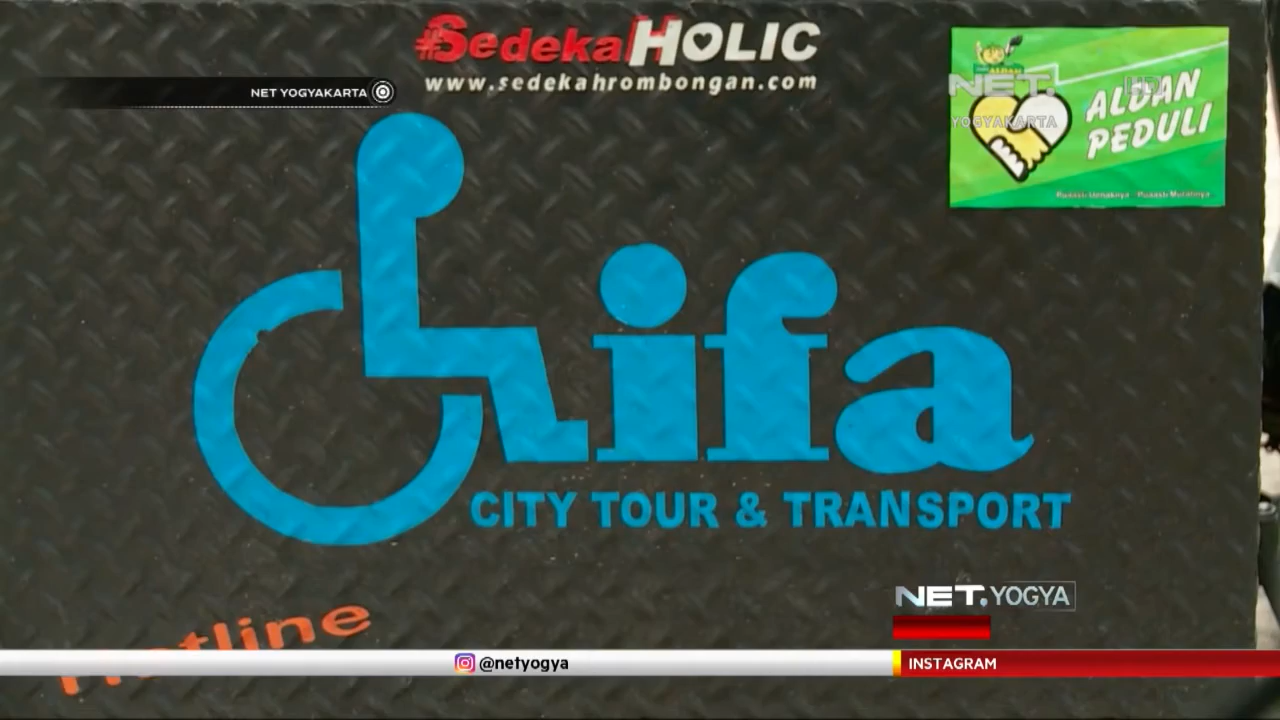 #SedekaHOLIC
www.sedekahrombongan.com
NET YOGYAKARTA
NET. HD
YOGYAKARTA
ALDAN
PEDULI
difa
CITY TOUR & TRANSPORT
NET. YOGYA
Hotline
@netyogya
INSTAGRAM